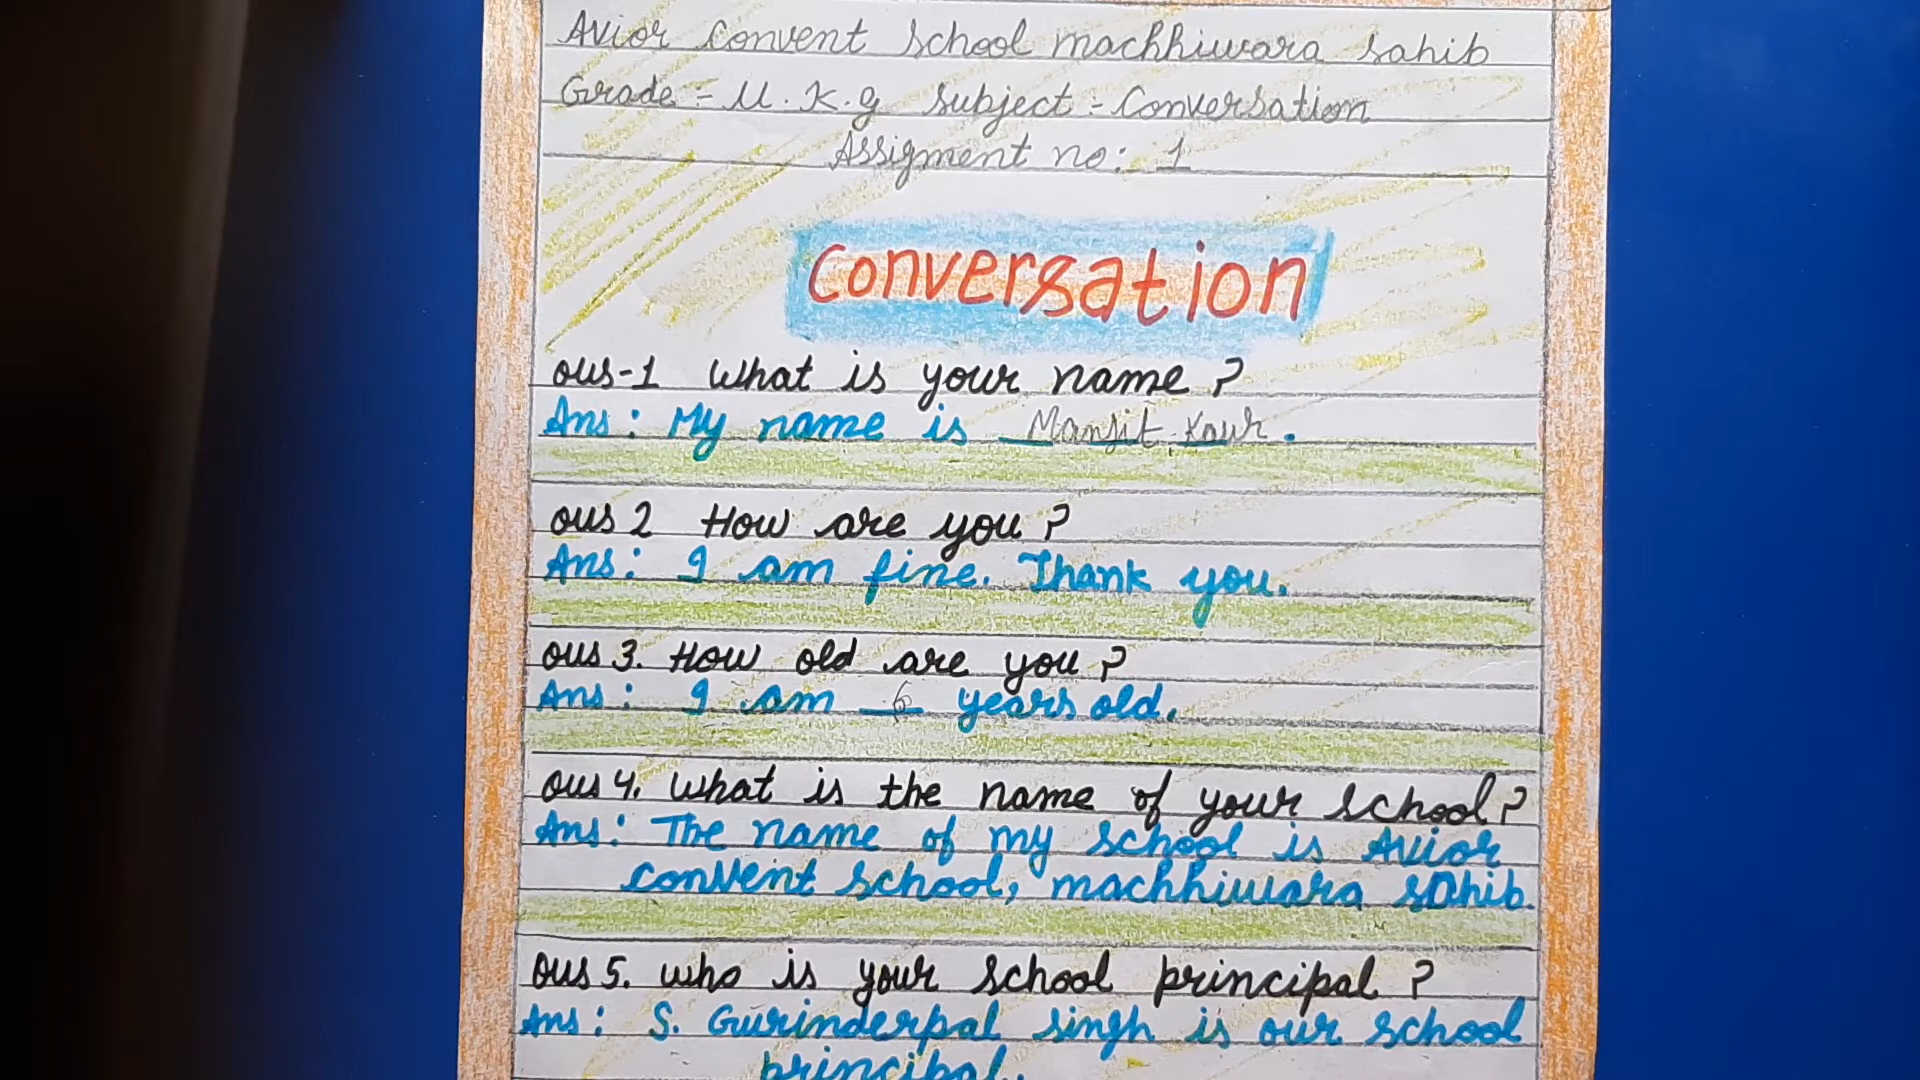 Avior convent school machhiwara sahib
Grade:- U.K.g subject:- Conversation
Assigment no: 1
conversation
ous-1 what is your name?
Ans: My name is Manjit Kaur.
ous 2 How are you?
Ans: I am fine. Thank you.
ous 3. How old are you?
Ans: I am 6 years old.
ous 4. what is the name of your school?
Ans: The name of my school is Avior
convent school, machhiwara sahib.
ous 5. who is your school principal?
Ans: S. Gurinderpal singh is our school
principal.